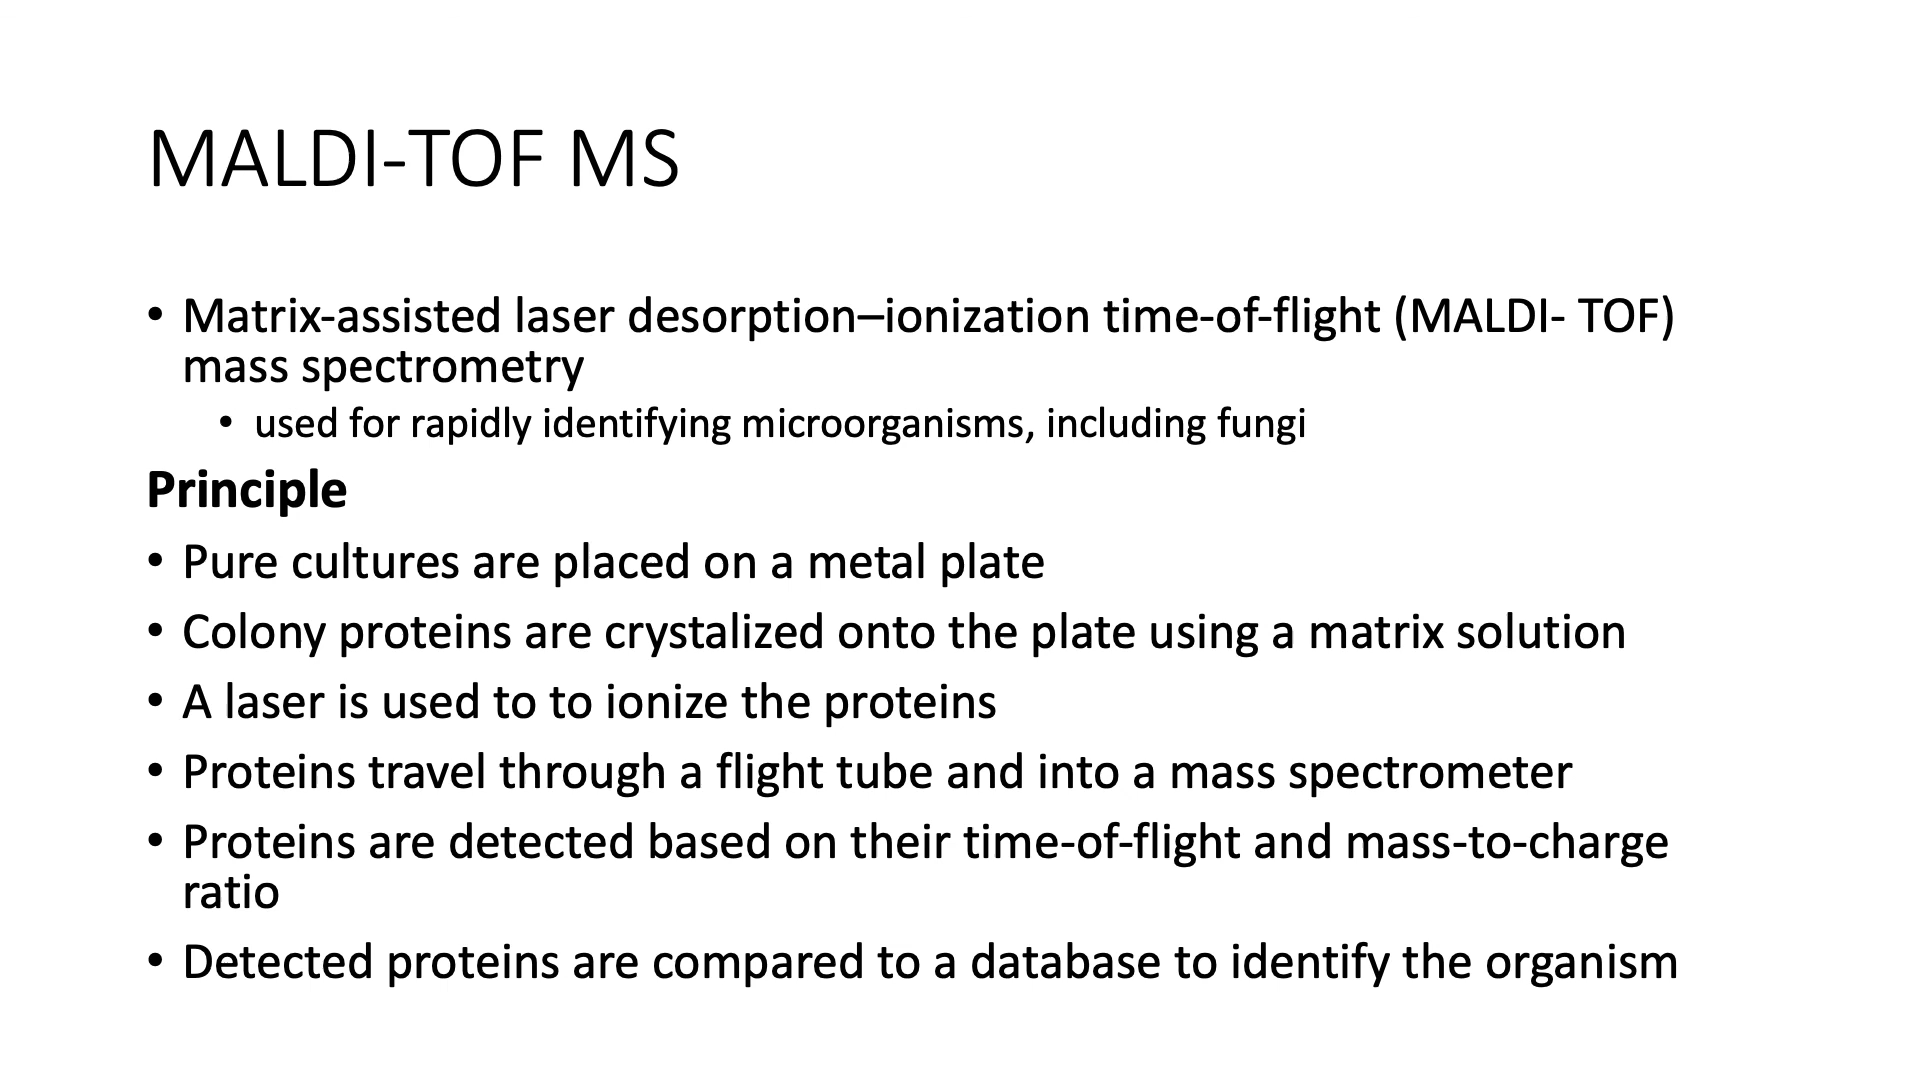 MALDI-TOF MS
• Matrix-assisted laser desorption–ionization time-of-flight (MALDI- TOF)
mass spectrometry
• used for rapidly identifying microorganisms, including fungi
Principle
• Pure cultures are placed on a metal plate
• Colony proteins are crystalized onto the plate using a matrix solution
• A laser is used to to ionize the proteins
• Proteins travel through a flight tube and into a mass spectrometer
• Proteins are detected based on their time-of-flight and mass-to-charge
ratio
• Detected proteins are compared to a database to identify the organism